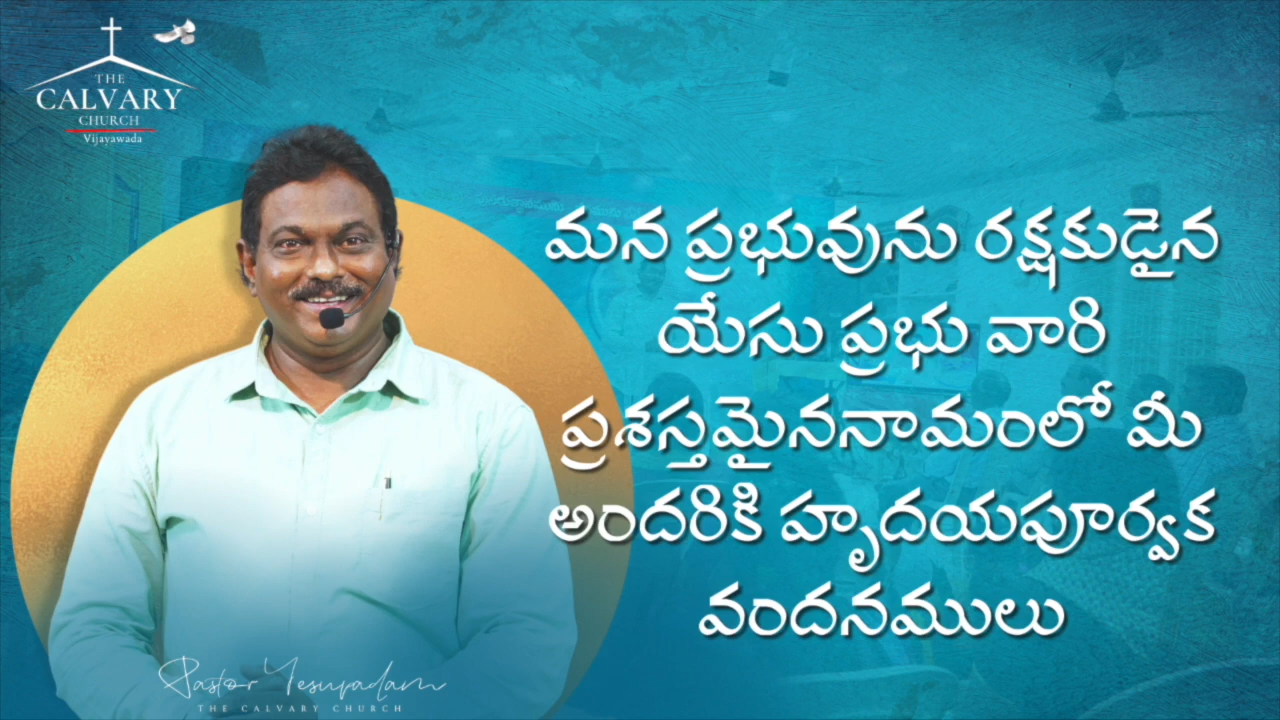 THE
CALVARY
CHURCH
Vijayawada
మన ప్రభువును రక్షకుడైన
యేసు ప్రభు వారి
ప్రశస్తమైననామంలో మీ
అందరికి హృదయపూర్వక
వందనములు
Pastor Yesupadam
THE CALVARY CHURCH